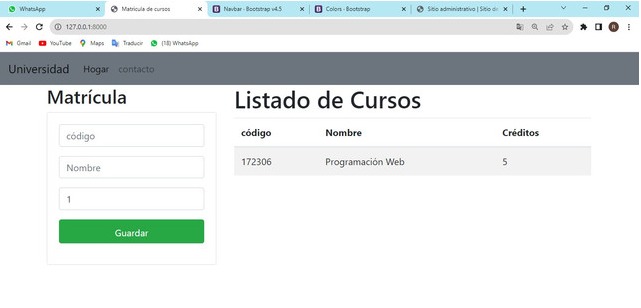 WhatsApp
Matrícula de cursos
Navbar · Bootstrap v4.5
Colors · Bootstrap
Sitio administrativo | Sitio de
127.0.0.1:8000
R
Gmail YouTube Maps Traducir (18) WhatsApp
Universidad Hogar contacto
Matrícula
código
Nombre
1
Guardar
Listado de Cursos
código Nombre Créditos
172306 Programación Web 5